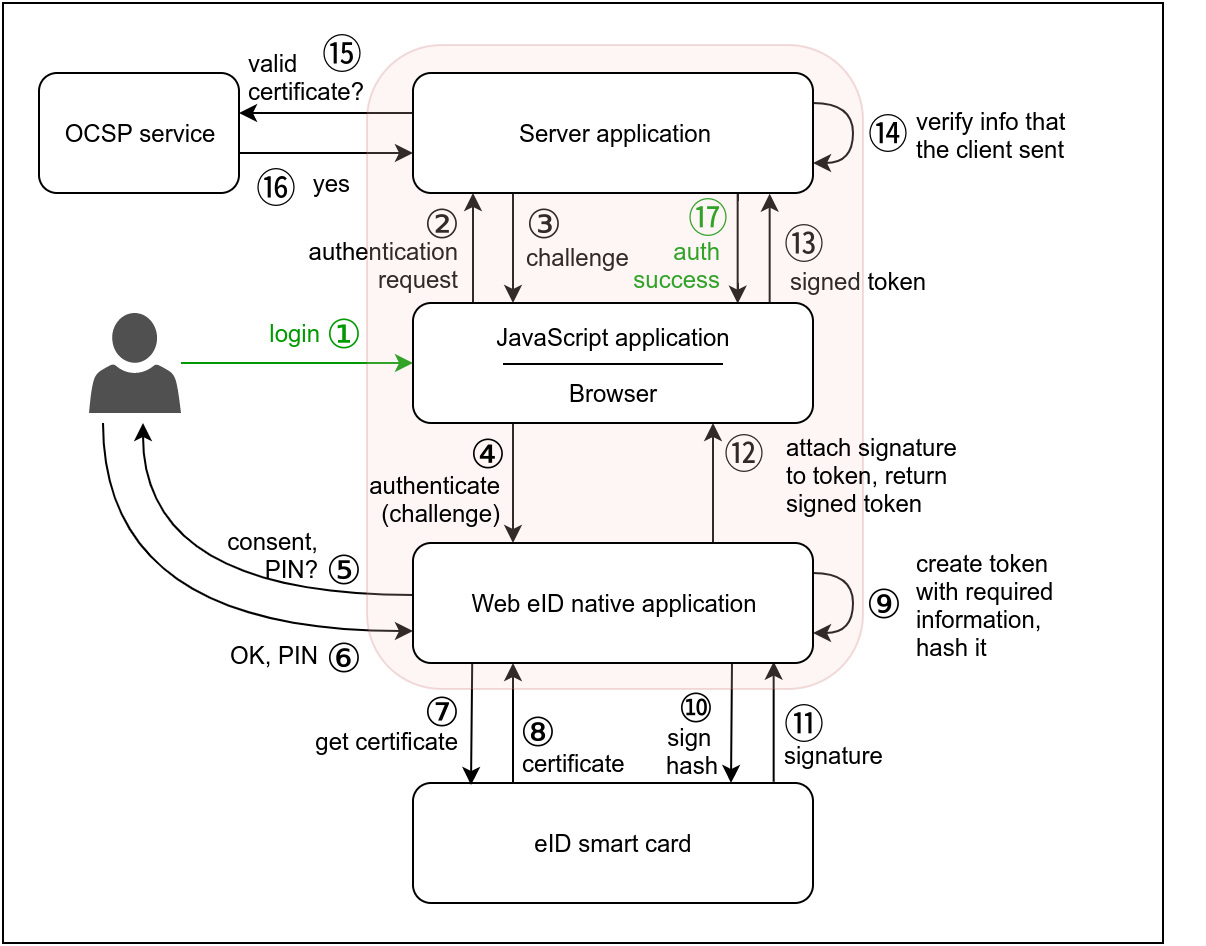 valid ⑮
certificate?
OCSP service
Server application
⑭ verify info that
the client sent
⑯ yes
②
authentication
request
③
challenge
⑰
auth
success
⑬
signed token
login ①
JavaScript application
Browser
④
authenticate
(challenge)
⑫
attach signature
to token, return
signed token
consent,
PIN? ⑤
Web eID native application
⑨
create token
with required
information,
hash it
OK, PIN ⑥
⑦
get certificate
⑧
certificate
⑩
sign
hash
⑪
signature
eID smart card